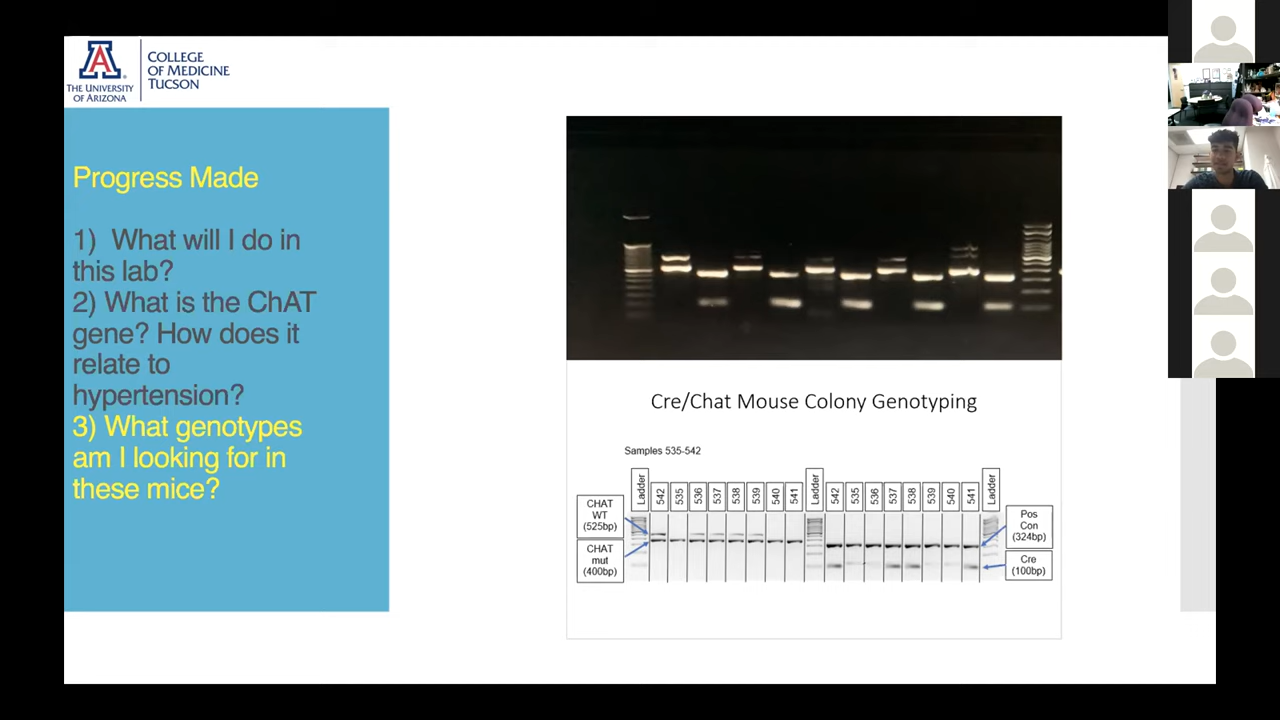 THE UNIVERSITY
OF ARIZONA
COLLEGE
OF MEDICINE
TUCSON
Progress Made
1) What will I do in
this lab?
2) What is the ChAT
gene? How does it
relate to
hypertension?
3) What genotypes
am I looking for in
these mice?
Cre/Chat Mouse Colony Genotyping
Samples 535-542
Ladder
542
535
536
537
538
539
540
541
Ladder
542
535
536
537
538
539
540
541
Ladder
CHAT
WT
(525bp)
CHAT
mut
(400bp)
Pos
Con
(324bp)
Cre
(100bp)